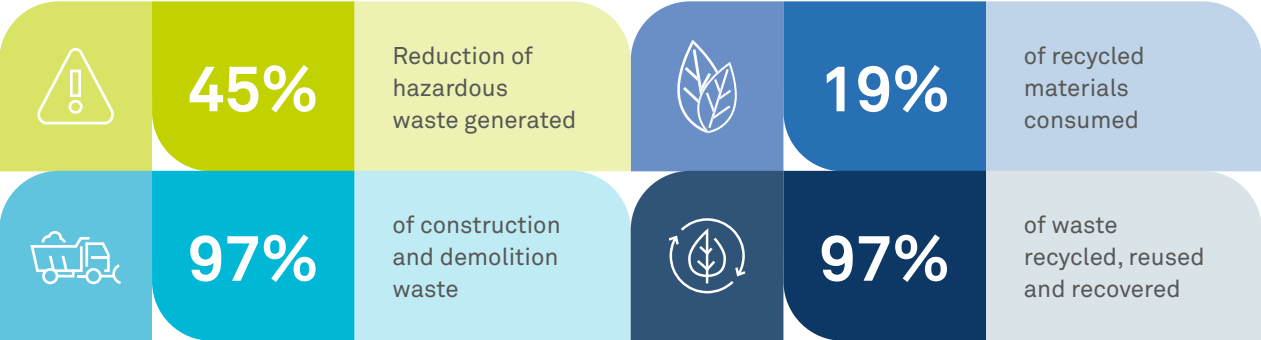 45%
Reduction of
hazardous
waste generated
19%
of recycled
materials
consumed
97%
of construction
and demolition
waste
97%
of waste
recycled, reused
and recovered